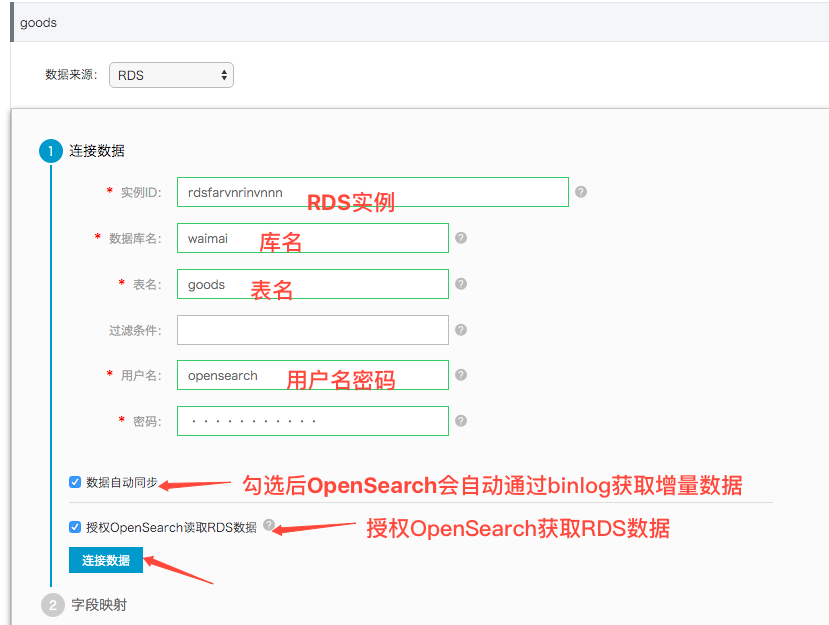 goods
数据来源: RDS
1 连接数据
* 实例ID: rdsfarvnrinvnnn RDS实例 ?
* 数据库名: waimai 库名 ?
* 表名: goods 表名 ?
过滤条件: ?
* 用户名: opensearch 用户名密码 ?
* 密码: ··········· ?
数据自动同步 勾选后OpenSearch会自动通过binlog获取增量数据
授权OpenSearch读取RDS数据 ? 授权OpenSearch获取RDS数据
连接数据
2 字段映射